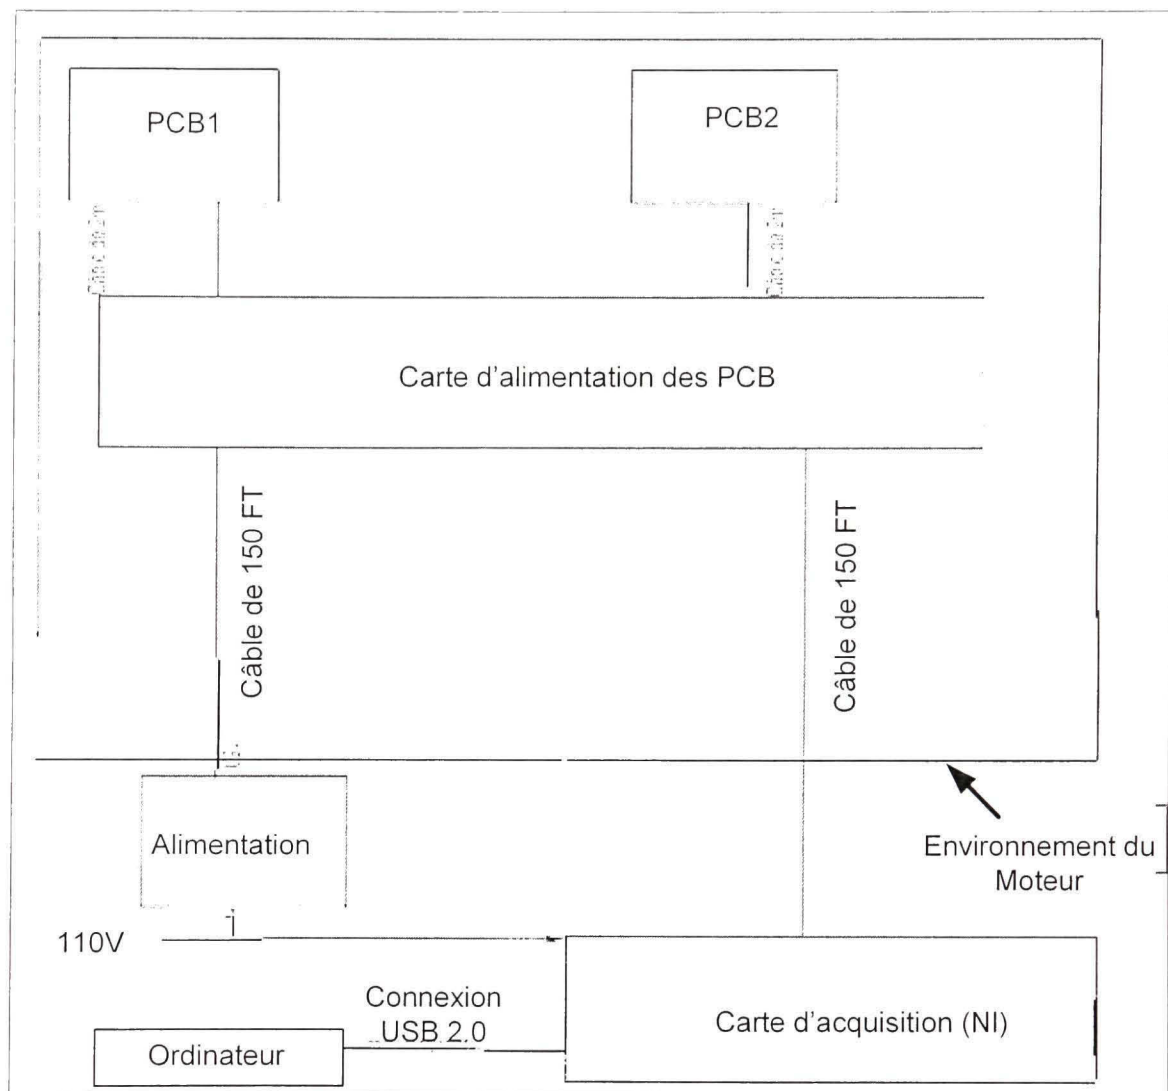 PCB1
PCB2
Carte d'alimentation des PCB
Câble de 150 FT
Câble de 150 FT
Alimentation
Environnement du
Moteur
110V
Connexion
USB 2.0
Carte d'acquisition (NI)
Ordinateur